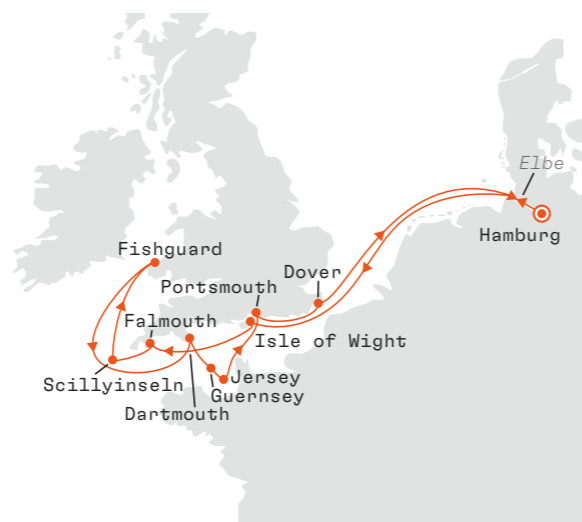 Elbe
Hamburg
Fishguard
Dover
Portsmouth
Falmouth
Isle of Wight
Scillyinseln
Jersey
Guernsey
Dartmouth